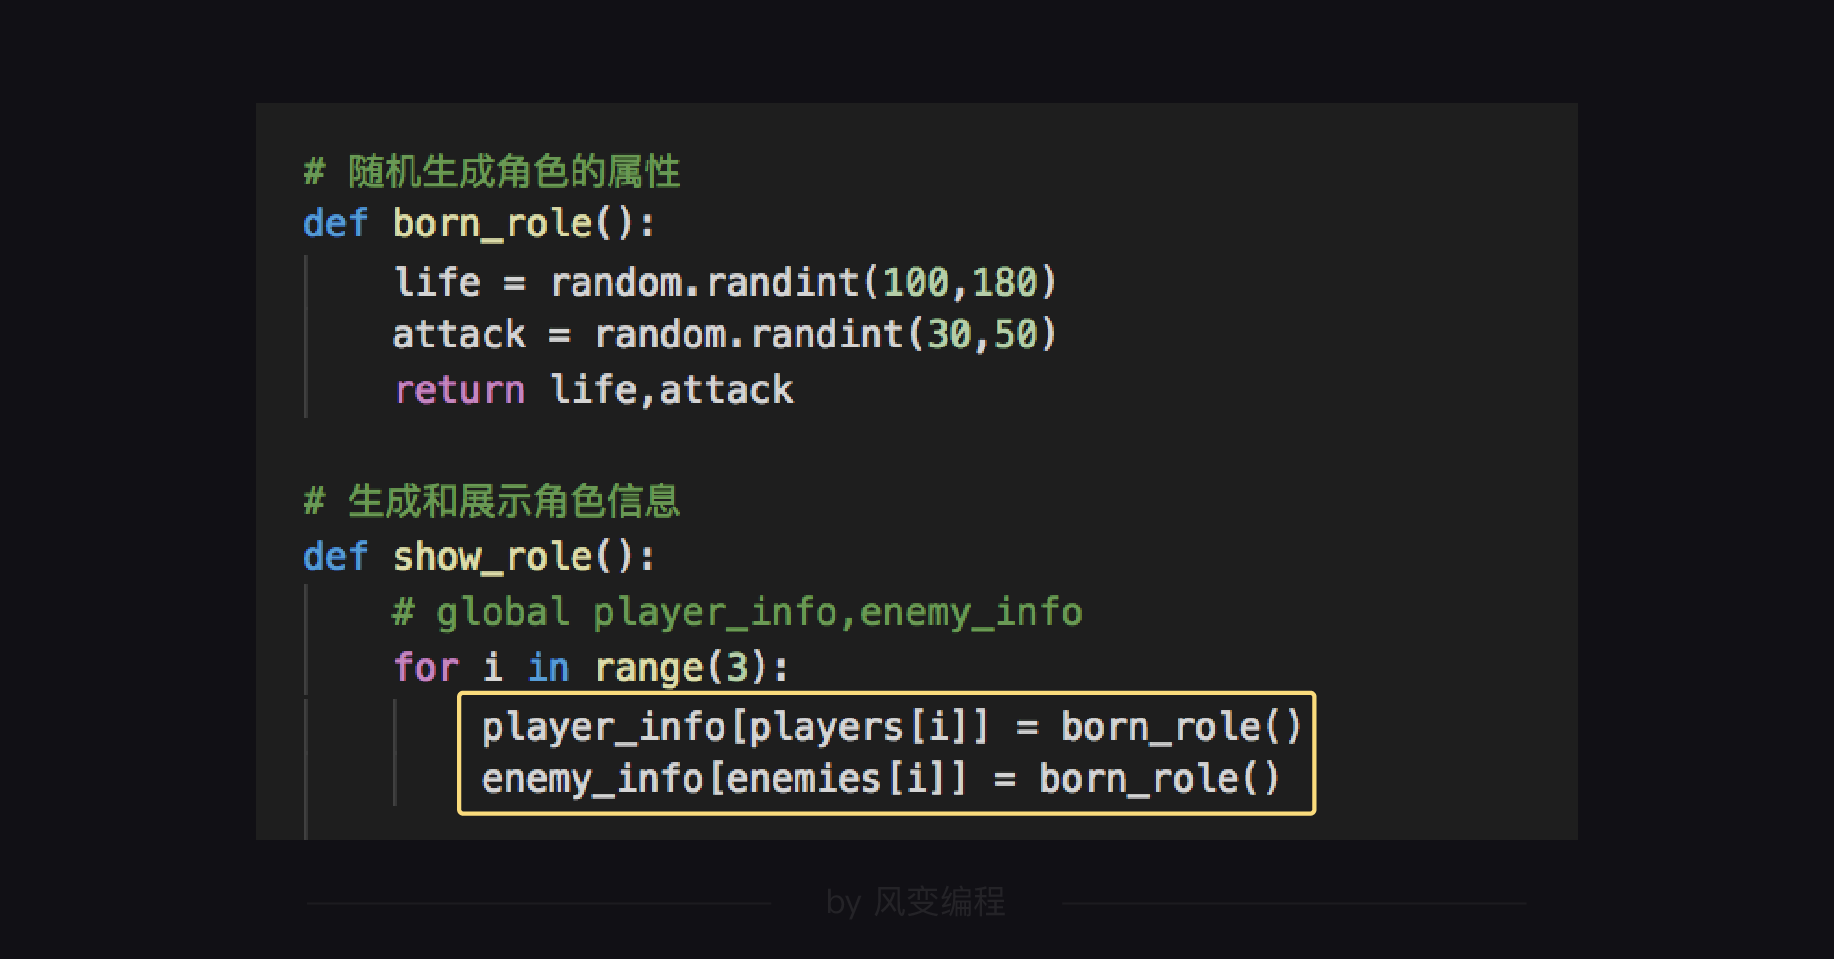 # 随机生成角色的属性
def born_role():
    life = random.randint(100,180)
    attack = random.randint(30,50)
    return life,attack
# 生成和展示角色信息
def show_role():
    # global player_info,enemy_info
    for i in range(3):
        player_info[players[i]] = born_role()
        enemy_info[enemies[i]] = born_role()
by 风变编程